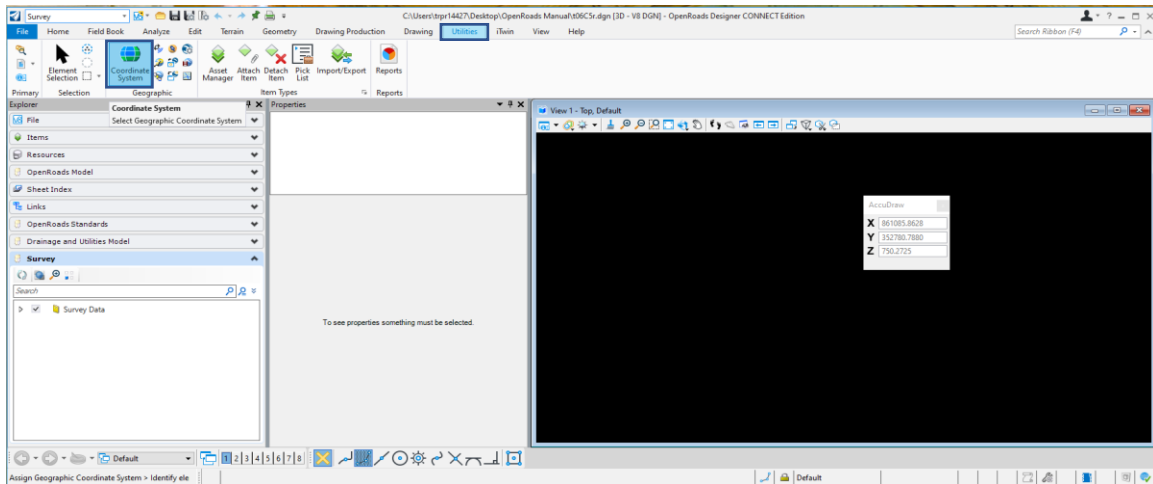 Survey
C:\Users\trpr14427\Desktop\OpenRoads Manual\t06C5r.dgn [3D - V8 DGN] - OpenRoads Designer CONNECT Edition
File Home Field Book Analyze Edit Terrain Geometry Drawing Production Drawing Utilities iTwin View Help
Search Ribbon (F4)
Element Selection
Coordinate System
Asset Manager
Attach Item
Detach Item
Pick List
Import/Export
Reports
Primary Selection Geographic Item Types Reports
Explorer
Coordinate System
Select Geographic Coordinate System
Properties
View 1 - Top, Default
File
Items
Resources
OpenRoads Model
Sheet Index
Links
OpenRoads Standards
Drainage and Utilities Model
Survey
Search
Survey Data
To see properties something must be selected.
AccuDraw
X 861085.8628
Y 352780.7880
Z 750.2725
Default
1 2 3 4 5 6 7 8
Assign Geographic Coordinate System > Identify ele
Default